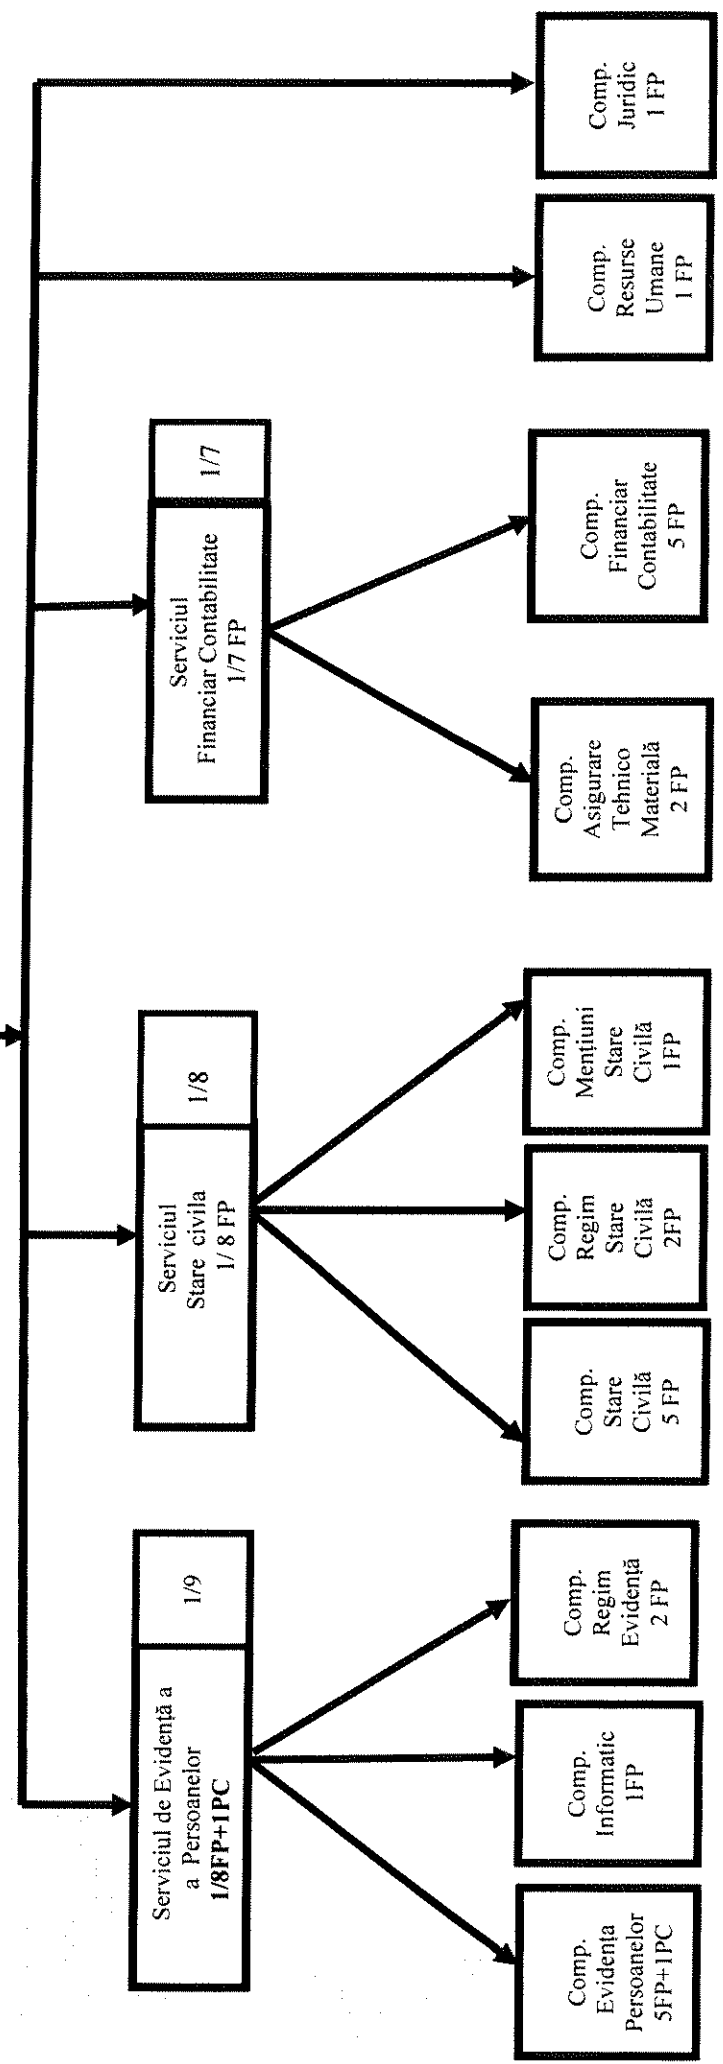 Serviciul de Evidență a
a Persoanelor
1/8FP+1PC
1/9
Serviciul
Stare civila
1/ 8 FP
1/8
Serviciul
Financiar Contabilitate
1/7 FP
1/7
Comp.
Evidența
Persoanelor
5FP+1PC
Comp.
Informatic
1FP
Comp.
Regim
Evidență
2 FP
Comp.
Stare
Civilă
5 FP
Comp.
Regim
Stare
Civilă
2FP
Comp.
Mențiuni
Stare
Civilă
1FP
Comp.
Asigurare
Tehnico
Materială
2 FP
Comp.
Financiar
Contabilitate
5 FP
Comp.
Resurse
Umane
1 FP
Comp.
Juridic
1 FP